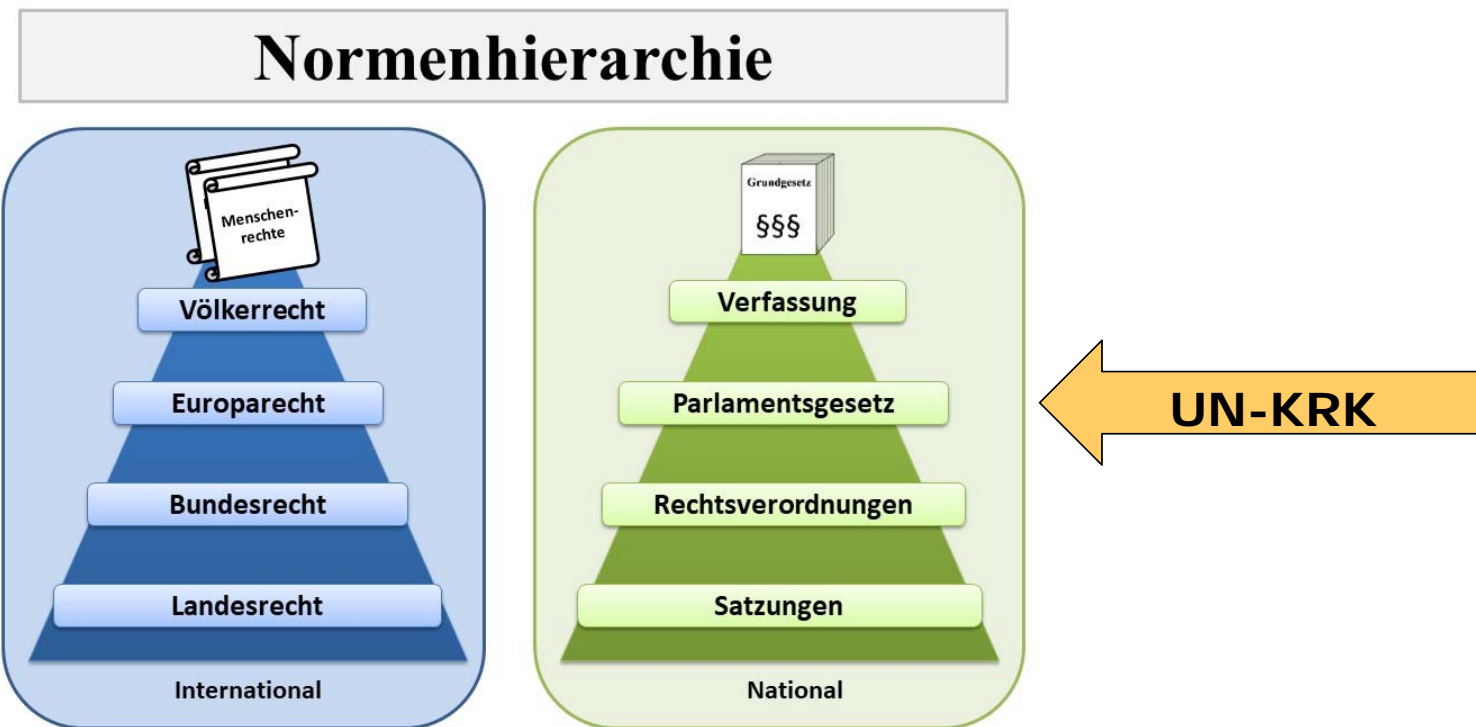 Normenhierarchie
Menschen-
rechte
Völkerrecht
Europarecht
Bundesrecht
Landesrecht
International
Grundgesetz
§§§
Verfassung
Parlamentsgesetz
Rechtsverordnungen
Satzungen
National
UN-KRK